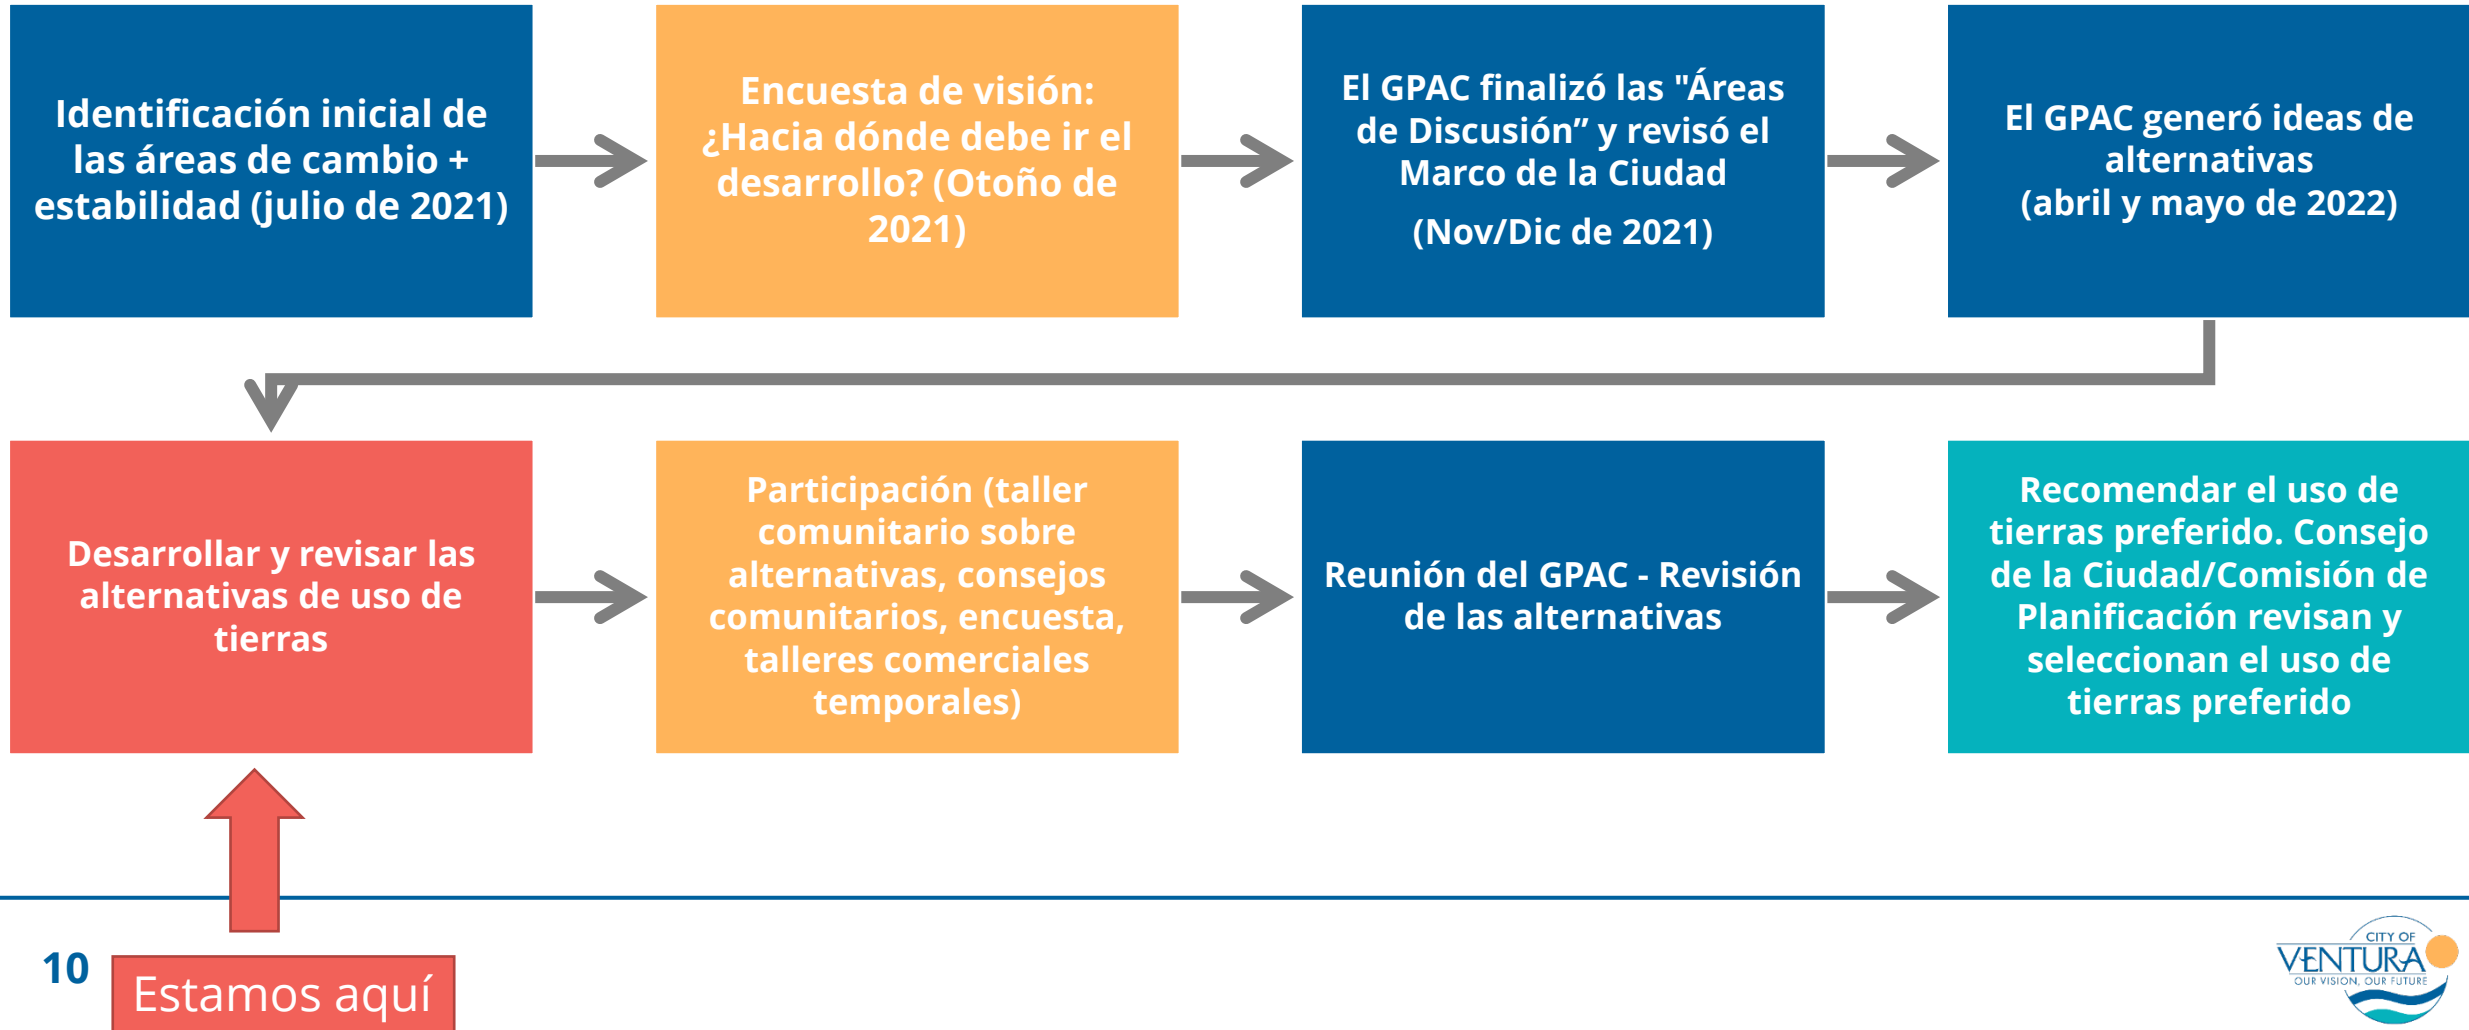 Identificación inicial de
las áreas de cambio +
estabilidad (julio de 2021)
Encuesta de visión:
¿Hacia dónde debe ir el
desarrollo? (Otoño de
2021)
El GPAC finalizó las "Áreas
de Discusión” y revisó el
Marco de la Ciudad
(Nov/Dic de 2021)
El GPAC generó ideas de
alternativas
(abril y mayo de 2022)
Desarrollar y revisar las
alternativas de uso de
tierras
Participación (taller
comunitario sobre
alternativas, consejos
comunitarios, encuesta,
talleres comerciales
temporales)
Reunión del GPAC - Revisión
de las alternativas
Recomendar el uso de
tierras preferido. Consejo
de la Ciudad/Comisión de
Planificación revisan y
seleccionan el uso de
tierras preferido
10
Estamos aquí
CITY OF
VENTURA
OUR VISION, OUR FUTURE